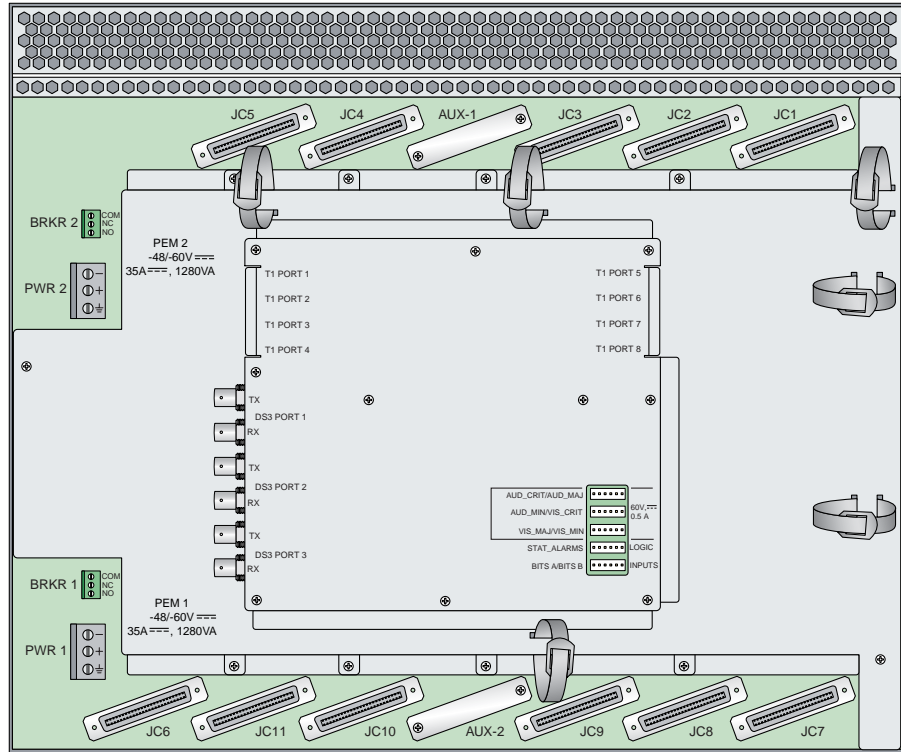 JC5 JC4 AUX-1 JC3 JC2 JC1
BRKR 2
COM
NC
NO
PEM 2
-48/-60V
35A, 1280VA
PWR 2
-
+
T1 PORT 1
T1 PORT 2
T1 PORT 3
T1 PORT 4
T1 PORT 5
T1 PORT 6
T1 PORT 7
T1 PORT 8
TX
DS3 PORT 1
RX
TX
DS3 PORT 2
RX
TX
DS3 PORT 3
RX
AUD_CRIT/AUD_MAJ
AUD_MIN/VIS_CRIT
VIS_MAJ/VIS_MIN
STAT_ALARMS
BITS A/BITS B
60V,
0.5 A
LOGIC
INPUTS
BRKR 1
COM
NC
NO
PEM 1
-48/-60V
35A, 1280VA
PWR 1
-
+
JC6 JC11 JC10 AUX-2 JC9 JC8 JC7